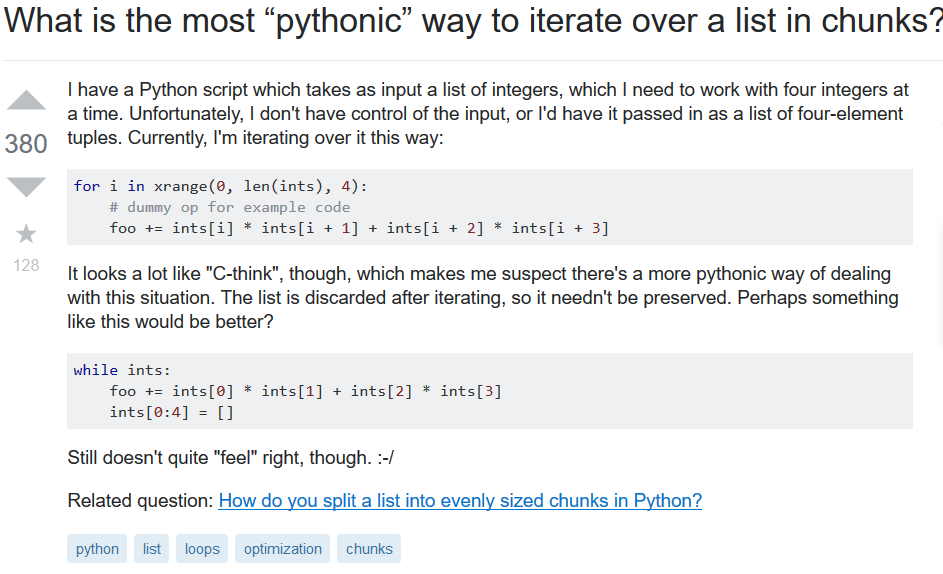 What is the most “pythonic” way to iterate over a list in chunks?
I have a Python script which takes as input a list of integers, which I need to work with four integers at
a time. Unfortunately, I don't have control of the input, or I'd have it passed in as a list of four-element
380
tuples. Currently, I'm iterating over it this way:
for i in xrange(0, len(ints), 4):
    # dummy op for example code
    foo += ints[i] * ints[i + 1] + ints[i + 2] * ints[i + 3]
128
It looks a lot like "C-think", though, which makes me suspect there's a more pythonic way of dealing
with this situation. The list is discarded after iterating, so it needn't be preserved. Perhaps something
like this would be better?
while ints:
    foo += ints[0] * ints[1] + ints[2] * ints[3]
    ints[0:4] = []
Still doesn't quite "feel" right, though. :-/
Related question: How do you split a list into evenly sized chunks in Python?
python list loops optimization chunks